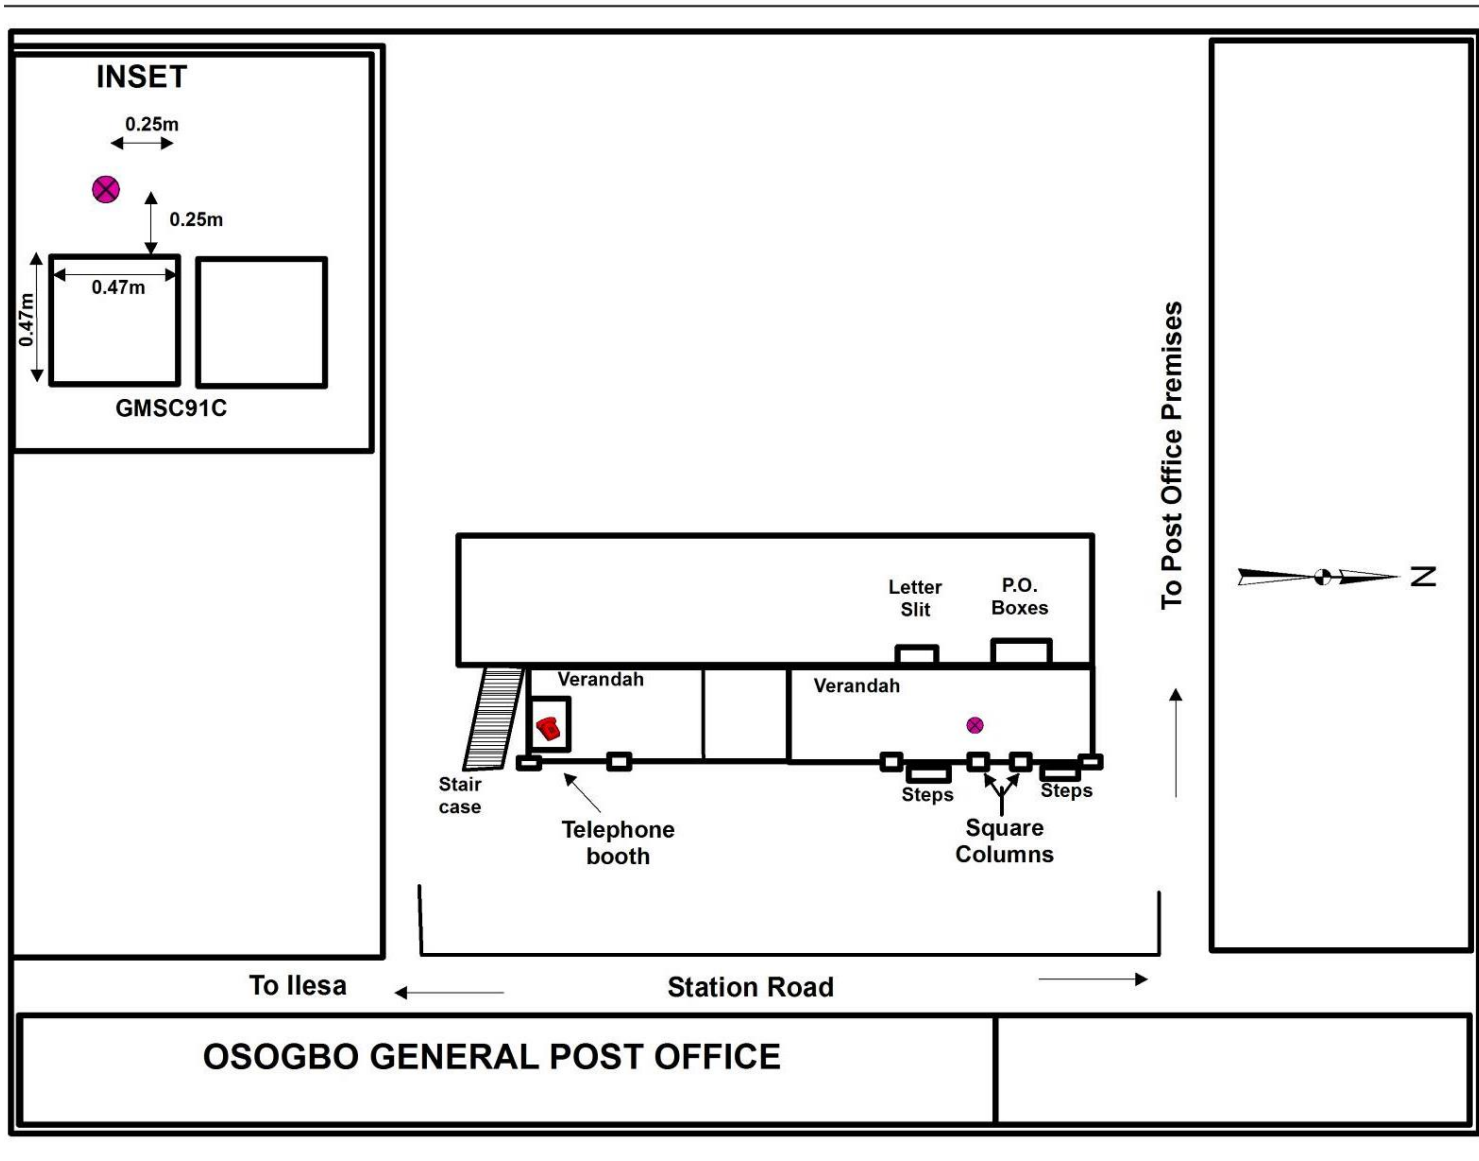 INSET
0.25m
0.25m
0.47m
0.47m
GMSC91C
To Post Office Premises
N
Letter
Slit
P.O.
Boxes
Verandah
Verandah
Stair
case
Steps
Steps
Telephone
booth
Square
Columns
To Ilesa
Station Road
OSOGBO GENERAL POST OFFICE